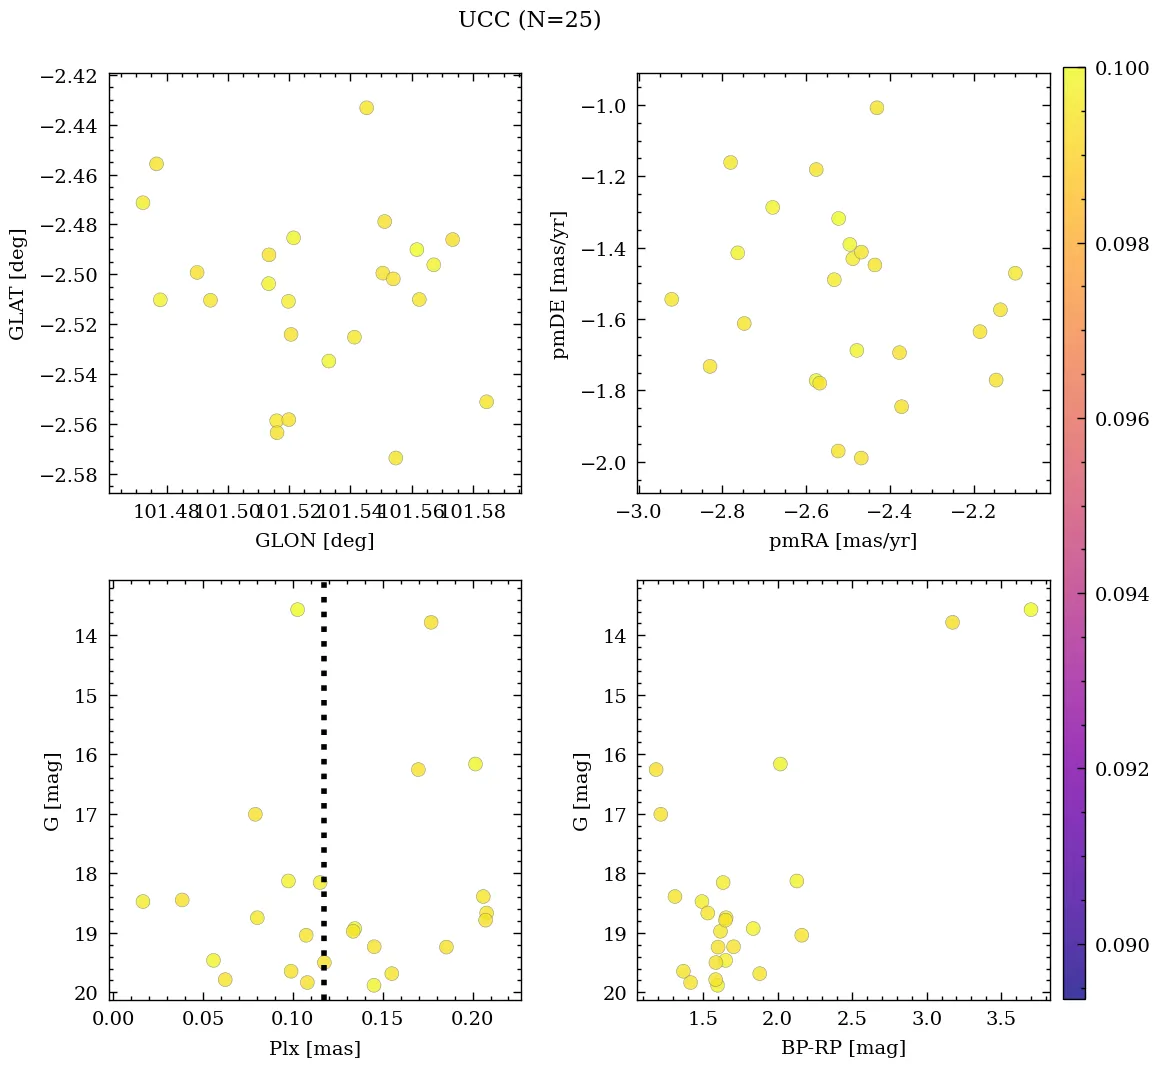 UCC (N=25)
−2.42
−2.44
−2.46
−2.48
−2.50
−2.52
−2.54
−2.56
−2.58
GLAT [deg]
101.48 101.50 101.52 101.54 101.56 101.58
GLON [deg]
−1.0
−1.2
−1.4
−1.6
−1.8
−2.0
pmDE [mas/yr]
−3.0 −2.8 −2.6 −2.4 −2.2
pmRA [mas/yr]
14
15
16
17
18
19
20
G [mag]
0.00 0.05 0.10 0.15 0.20
Plx [mas]
14
15
16
17
18
19
20
G [mag]
1.5 2.0 2.5 3.0 3.5
BP-RP [mag]
0.100
0.098
0.096
0.094
0.092
0.090